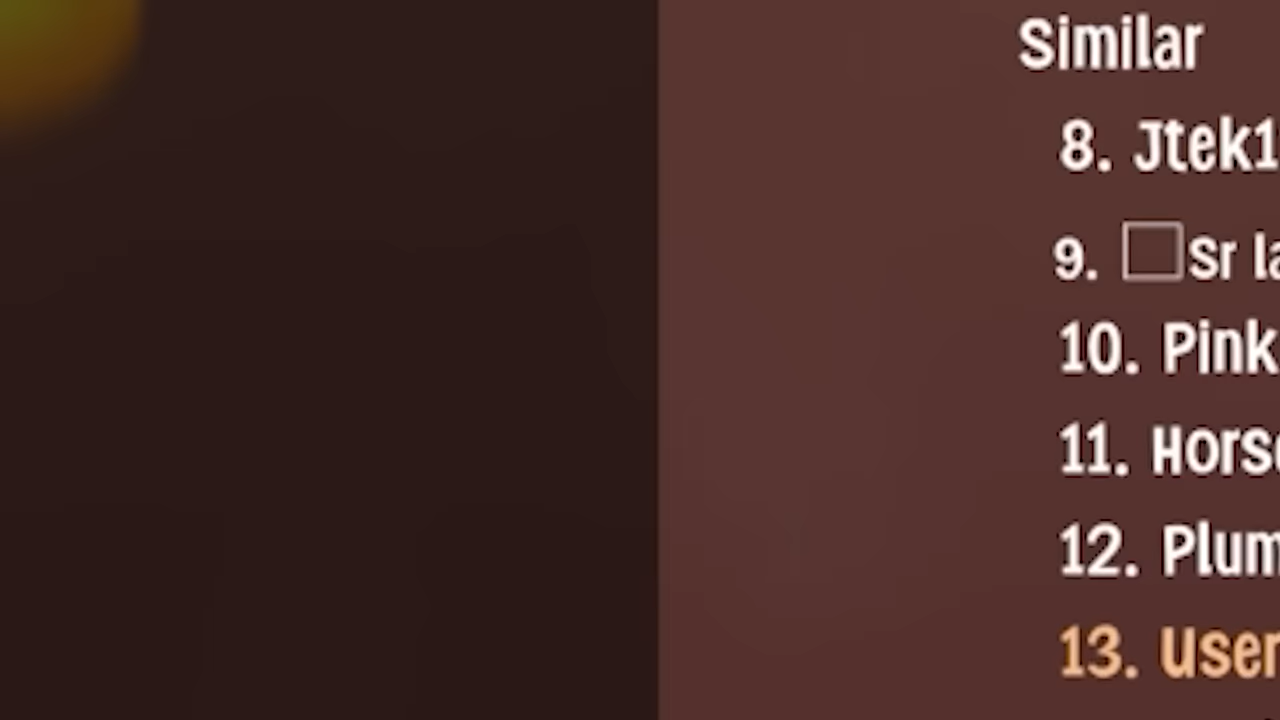 Similar
8. Jtek1
9. □Sr la
10. Pink
11. Horse
12. Plum
13. User